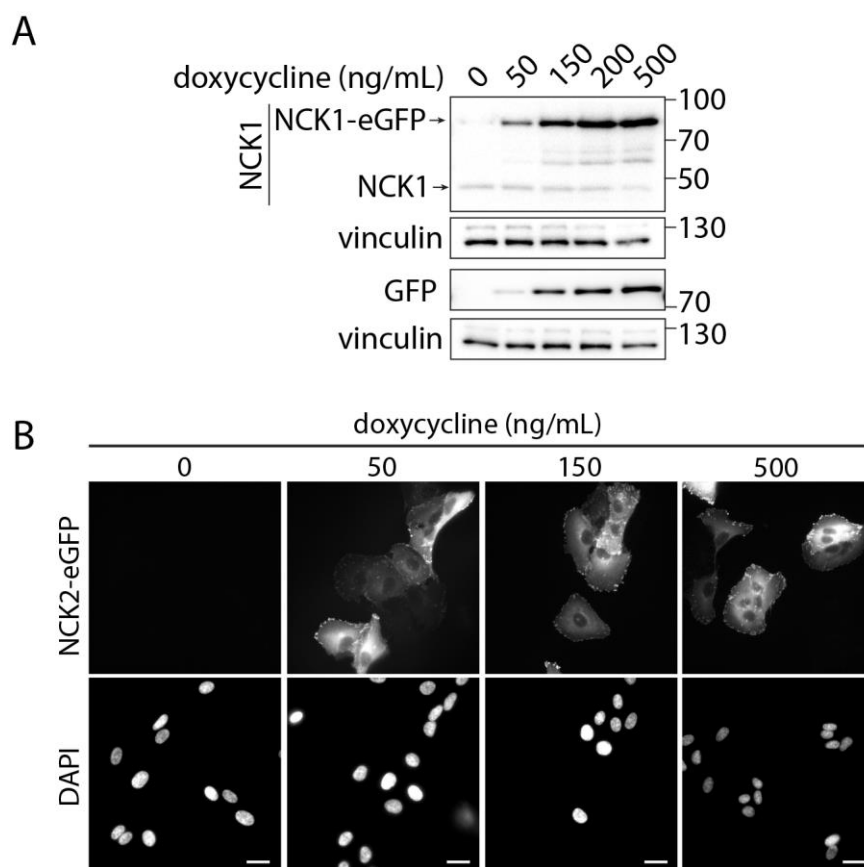 A
doxycycline (ng/mL) 0 50 150 200 500
NCK1
NCK1-eGFP
NCK1
100
70
50
vinculin
130
GFP
70
vinculin
130
B
doxycycline (ng/mL)
0 50 150 500
NCK2-eGFP
DAPI